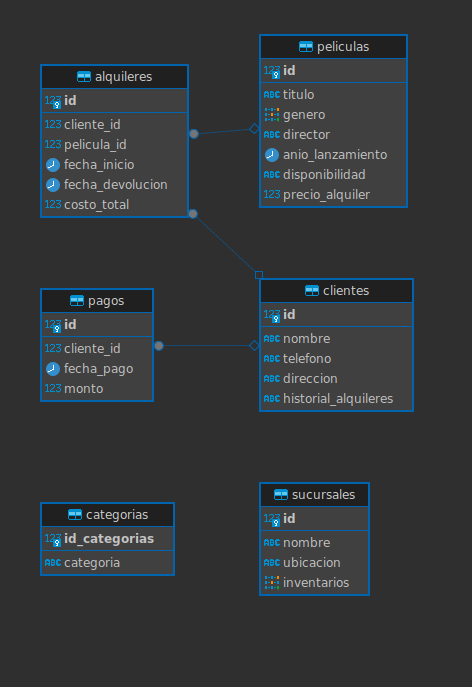 alquileres
123 id
123 cliente_id
123 pelicula_id
fecha_inicio
fecha_devolucion
123 costo_total
peliculas
123 id
ABC titulo
genero
ABC director
anio_lanzamiento
ABC disponibilidad
123 precio_alquiler
pagos
123 id
123 cliente_id
fecha_pago
123 monto
clientes
123 id
ABC nombre
ABC telefono
ABC direccion
ABC historial_alquileres
categorias
123 id_categorias
ABC categoria
sucursales
123 id
ABC nombre
ABC ubicacion
inventarios